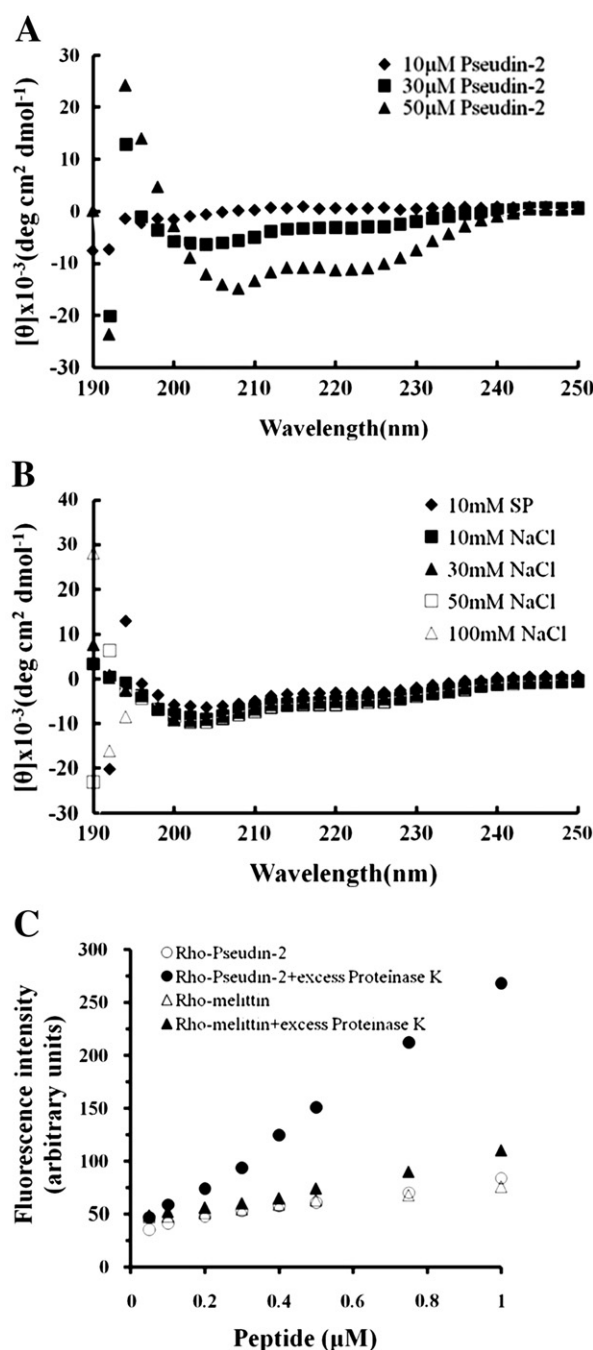 A
30
20
10
0
-10
-20
-30
[θ]x10⁻³(deg cm² dmol⁻¹)
10µM Pseudin-2
30µM Pseudin-2
50µM Pseudin-2
190 200 210 220 230 240 250
Wavelength(nm)
B
40
30
20
10
0
-10
-20
-30
[θ]x10⁻³(deg cm² dmol⁻¹)
10mM SP
10mM NaCl
30mM NaCl
50mM NaCl
100mM NaCl
190 200 210 220 230 240 250
Wavelength(nm)
C
300
250
200
150
100
50
0
Fluorescence intensity
(arbitrary units)
Rho-Pseudin-2
Rho-Pseudin-2+excess Proteinase K
Rho-melittin
Rho-melittin+excess Proteinase K
0 0.2 0.4 0.6 0.8 1
Peptide (µM)